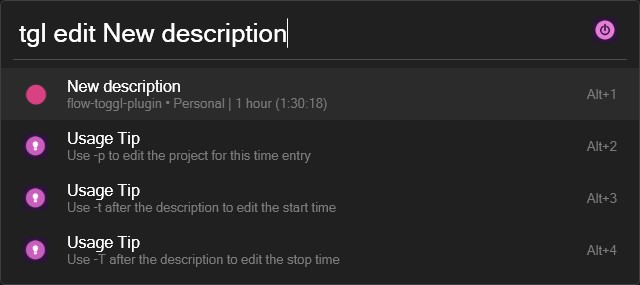 tgl edit New description
New description
flow-toggl-plugin • Personal | 1 hour (1:30:18)
Alt+1
Usage Tip
Use -p to edit the project for this time entry
Alt+2
Usage Tip
Use -t after the description to edit the start time
Alt+3
Usage Tip
Use -T after the description to edit the stop time
Alt+4